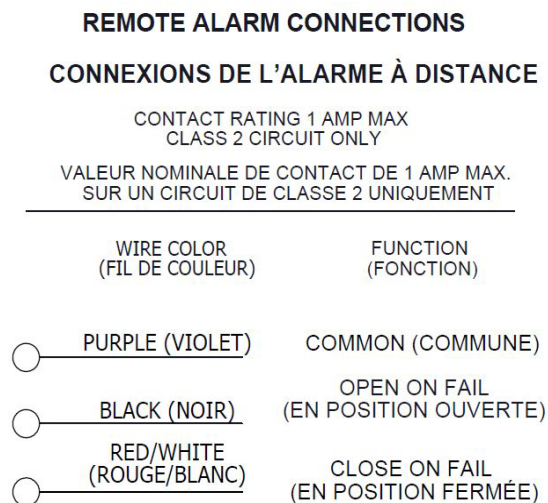 REMOTE ALARM CONNECTIONS
CONNEXIONS DE L'ALARME À DISTANCE
CONTACT RATING 1 AMP MAX
CLASS 2 CIRCUIT ONLY
VALEUR NOMINALE DE CONTACT DE 1 AMP MAX.
SUR UN CIRCUIT DE CLASSE 2 UNIQUEMENT
WIRE COLOR FUNCTION
(FIL DE COULEUR) (FONCTION)
PURPLE (VIOLET) COMMON (COMMUNE)
OPEN ON FAIL
BLACK (NOIR) (EN POSITION OUVERTE)
RED/WHITE
(ROUGE/BLANC) CLOSE ON FAIL
(EN POSITION FERMÉE)